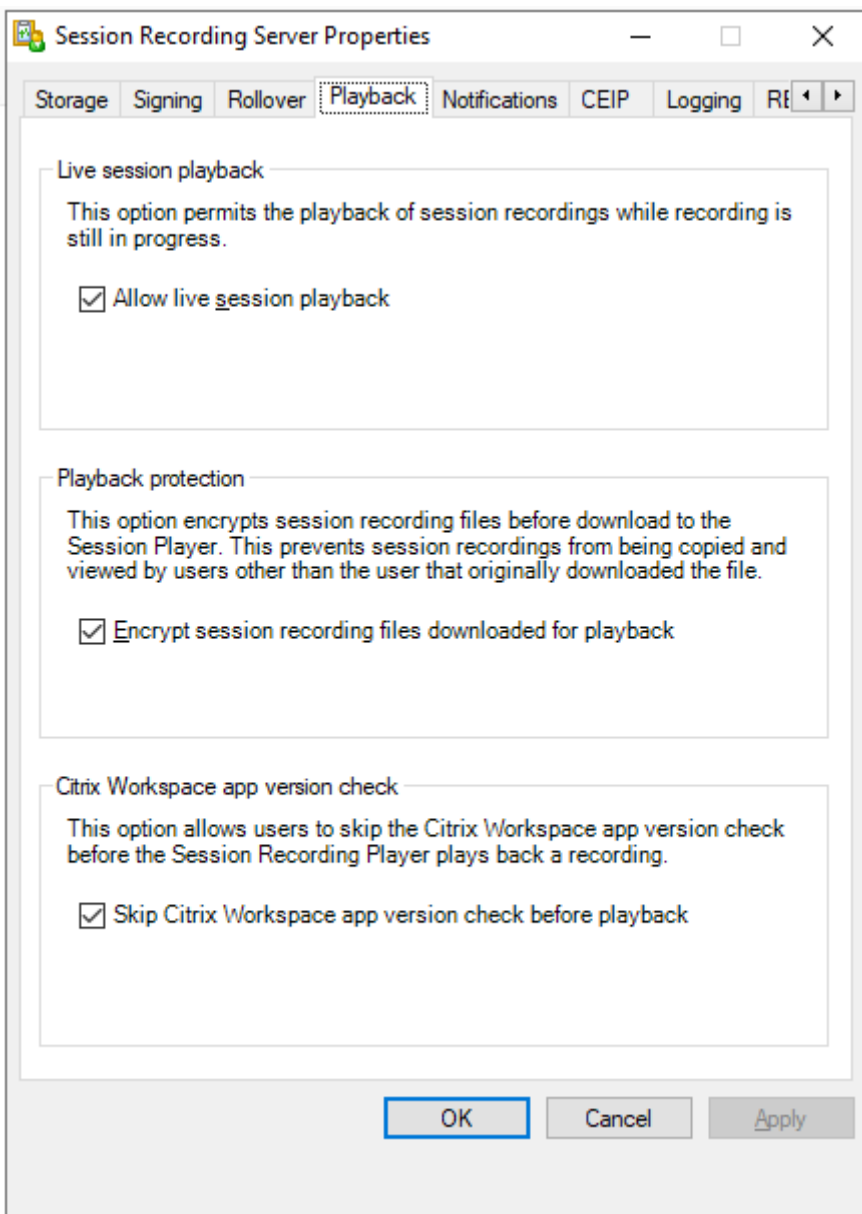 Session Recording Server Properties
Storage Signing Rollover Playback Notifications CEIP Logging
Live session playback
This option permits the playback of session recordings while recording is
still in progress.
Allow live session playback
Playback protection
This option encrypts session recording files before download to the
Session Player. This prevents session recordings from being copied and
viewed by users other than the user that originally downloaded the file.
Encrypt session recording files downloaded for playback
Citrix Workspace app version check
This option allows users to skip the Citrix Workspace app version check
before the Session Recording Player plays back a recording.
Skip Citrix Workspace app version check before playback
OK Cancel Apply